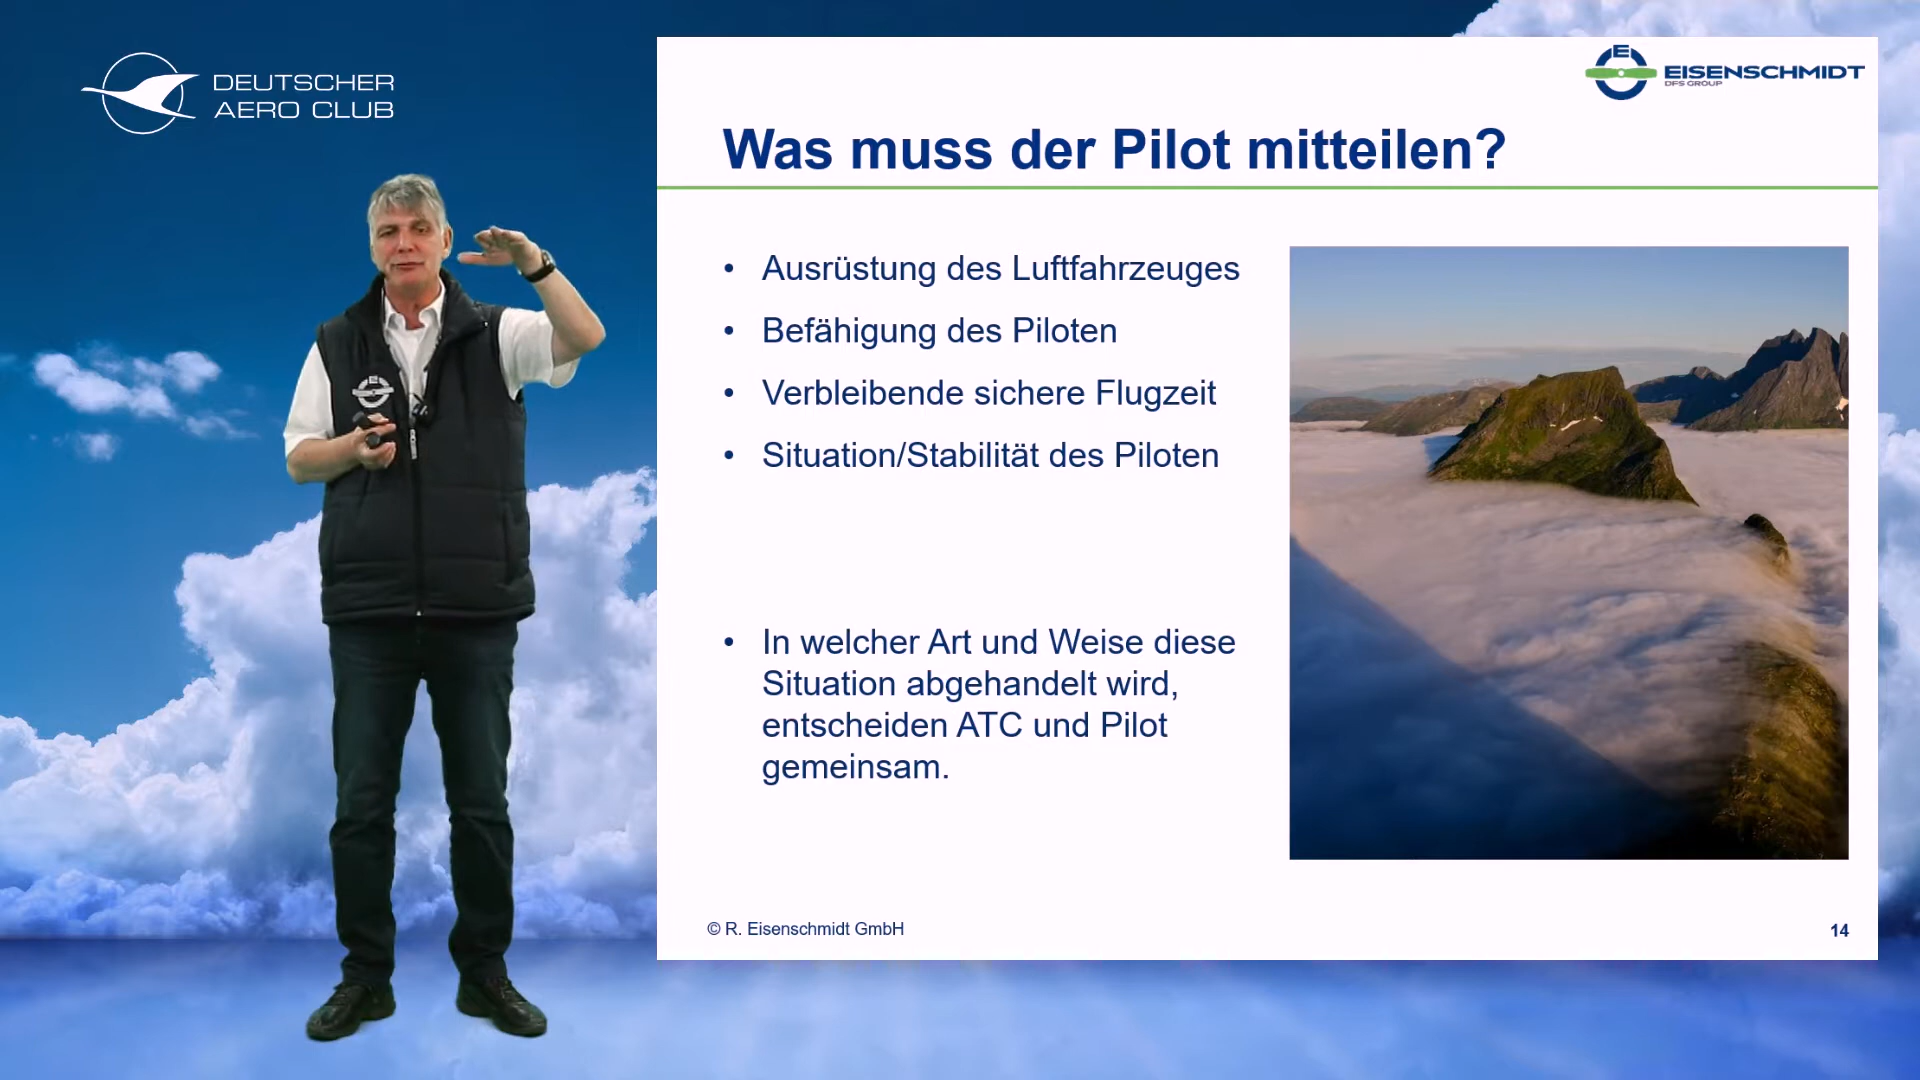 DEUTSCHER
AERO CLUB
EISENSCHMIDT
DFS GROUP
Was muss der Pilot mitteilen?
• Ausrüstung des Luftfahrzeuges
• Befähigung des Piloten
• Verbleibende sichere Flugzeit
• Situation/Stabilität des Piloten
• In welcher Art und Weise diese
Situation abgehandelt wird,
entscheiden ATC und Pilot
gemeinsam.
© R. Eisenschmidt GmbH
14